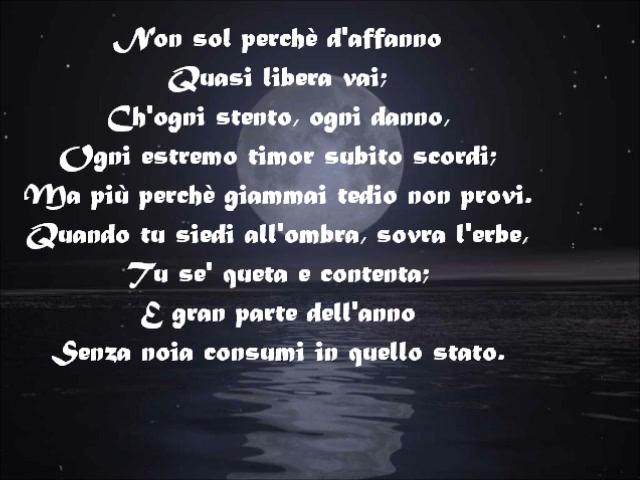 Non sol perchè d'affanno
Quasi libera vai;
Ch'ogni stento, ogni danno,
Ogni estremo timor subito scordi;
Ma più perchè giammai tedio non provi.
Quando tu siedi all'ombra, sovra l'erbe,
Tu se' queta e contenta;
E gran parte dell'anno
Senza noia consumi in quello stato.